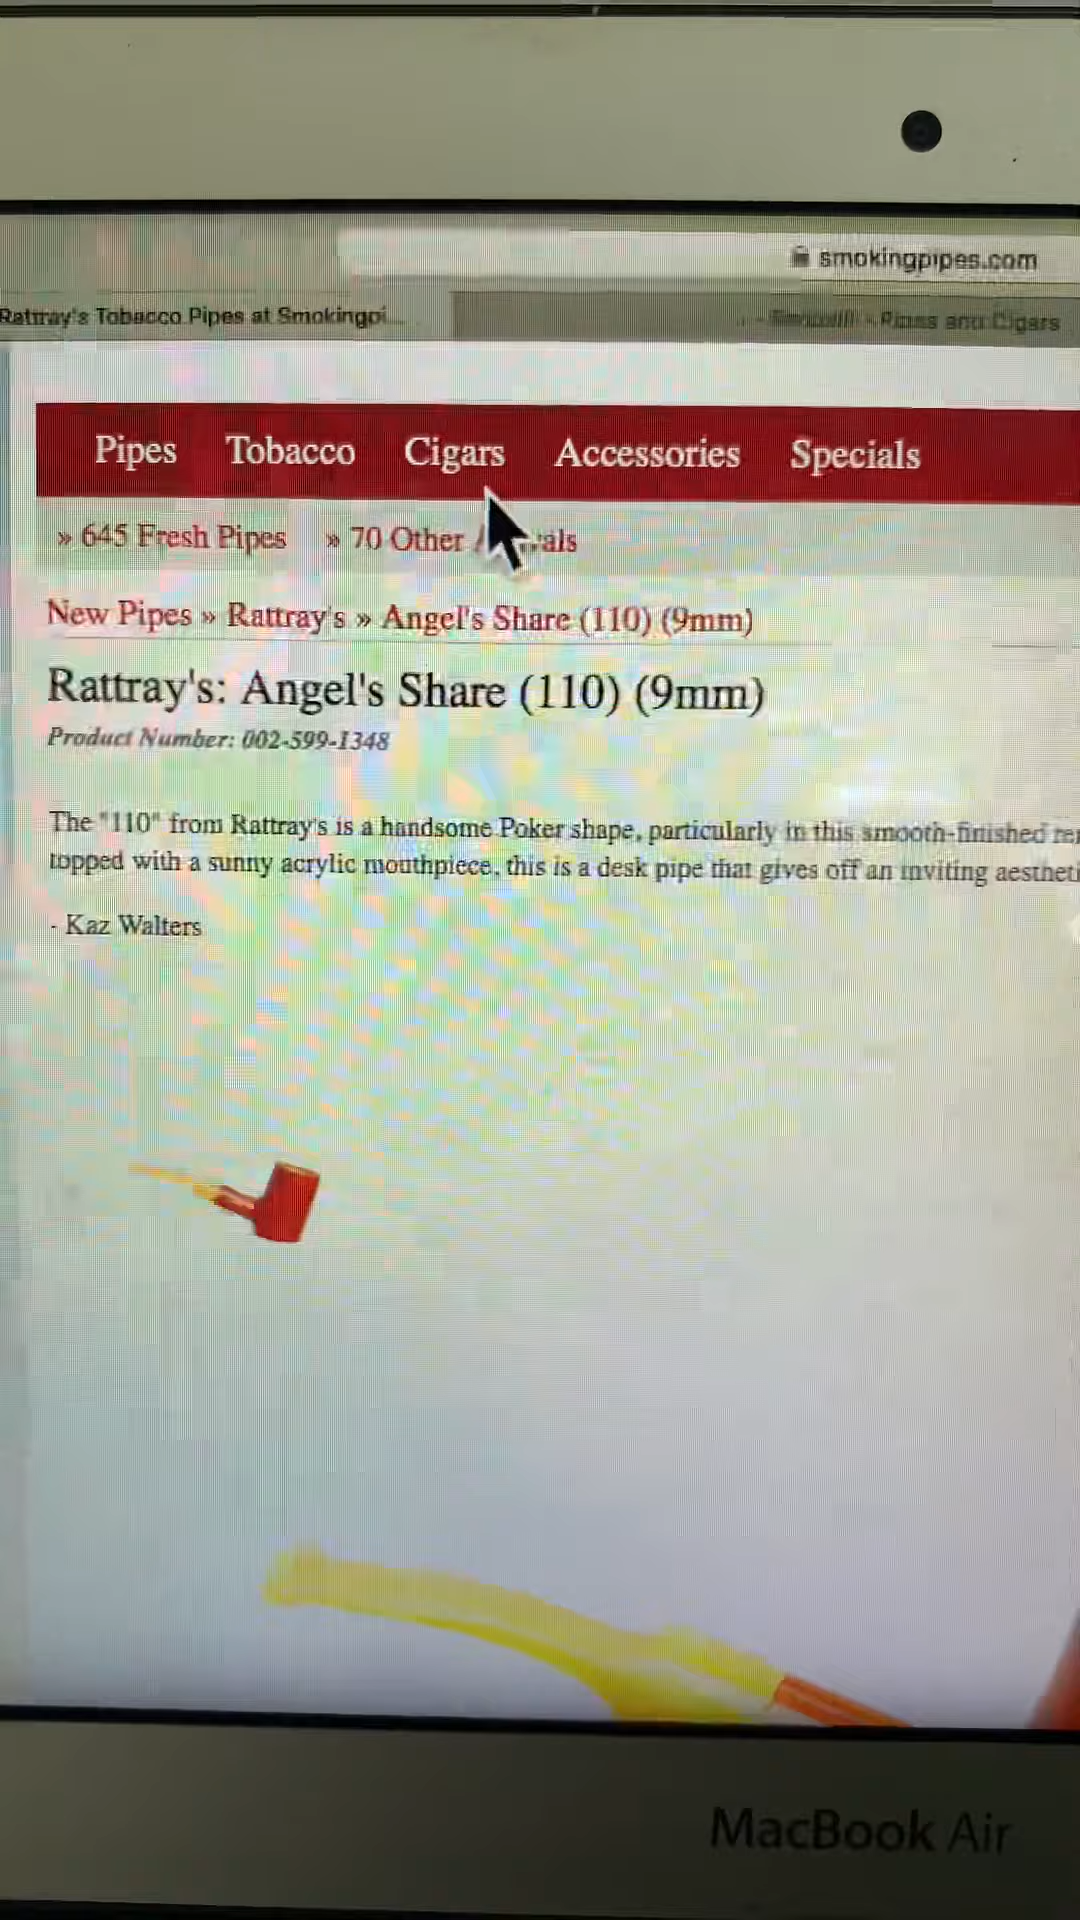 smokingpipes.com
Rattray's Tobacco Pipes at Smokingpi...
Pipes and Cigars
Pipes Tobacco Cigars Accessories Specials
» 645 Fresh Pipes » 70 Other
New Pipes » Rattray's » Angel's Share (110) (9mm)
Rattray's: Angel's Share (110) (9mm)
Product Number: 002-599-1348
The "110" from Rattray's is a handsome Poker shape, particularly in this smooth-finished
topped with a sunny acrylic mouthpiece, this is a desk pipe that gives off an inviting
- Kaz Walters
MacBook Air